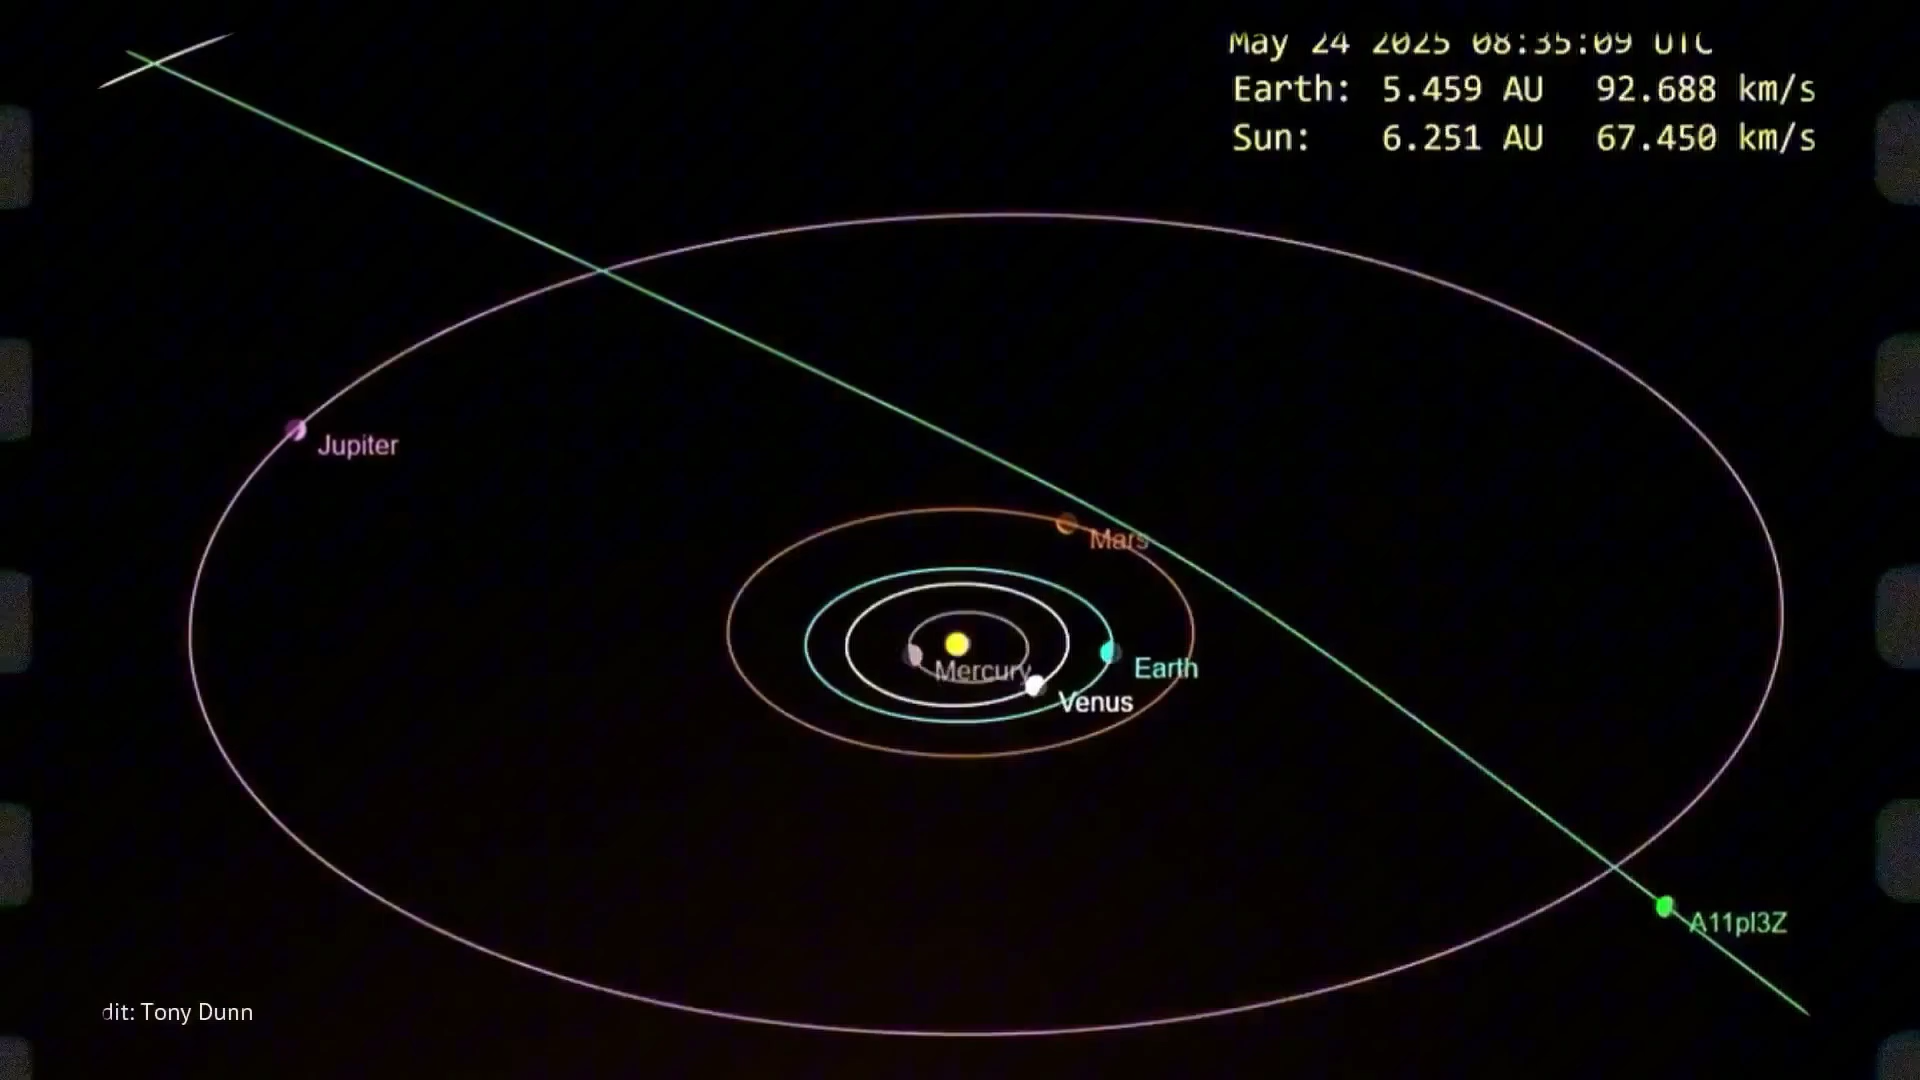 May 24 2025 08:35:09 UTC
Earth: 5.459 AU 92.688 km/s
Sun: 6.251 AU 67.450 km/s
Jupiter
Mars
Mercury
Earth
Venus
A11pl3Z
dit: Tony Dunn